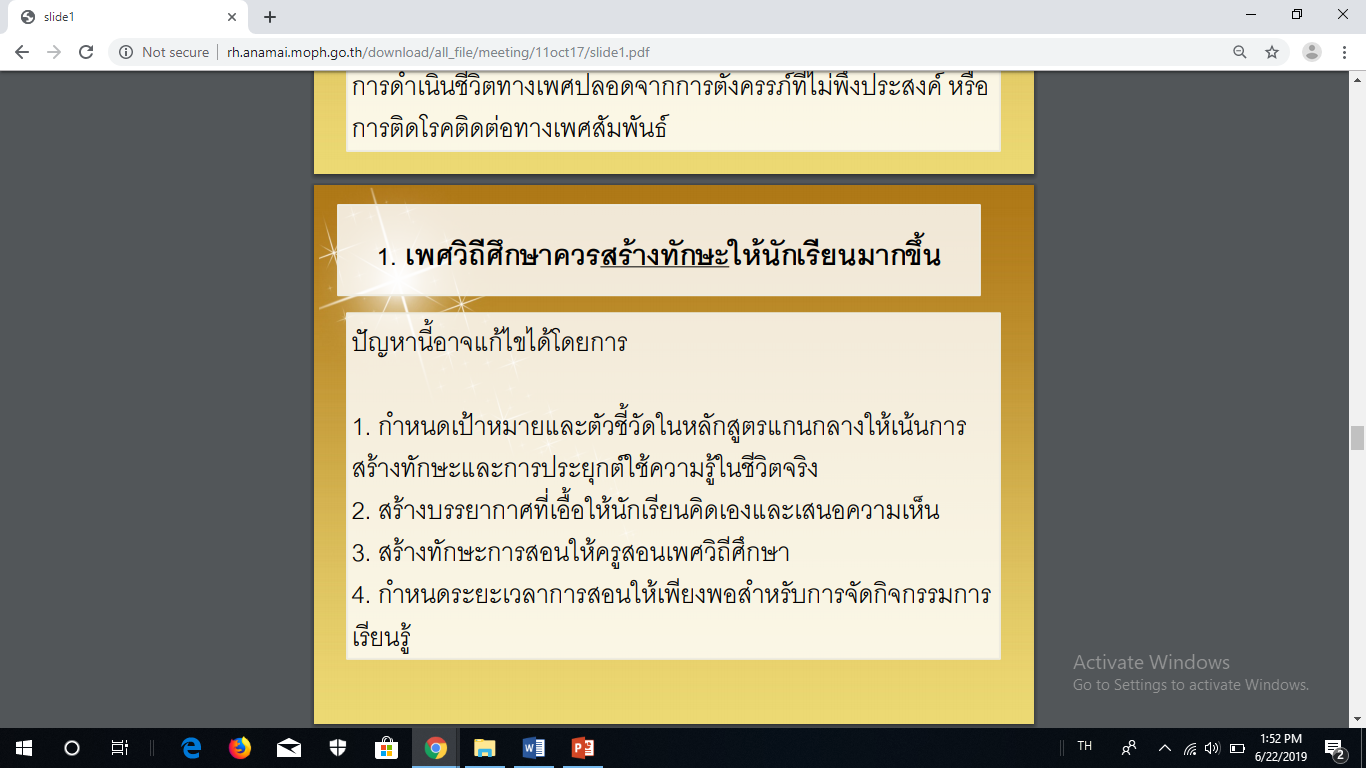 slide1
Not secure
rh.anamai.moph.go.th/download/all_file/meeting/11oct17/slide1.pdf
การดำเนินชีวิตทางเพศปลอดจากการตั้งครรภ์ที่ไม่พึงประสงค์ หรือ
การติดโรคติดต่อทางเพศสัมพันธ์
1. เพศวิถีศึกษาควรสร้างทักษะให้นักเรียนมากขึ้น
ปัญหานี้อาจแก้ไขได้โดยการ
1. กำหนดเป้าหมายและตัวชี้วัดในหลักสูตรแกนกลางให้เน้นการ
สร้างทักษะและการประยุกต์ใช้ความรู้ในชีวิตจริง
2. สร้างบรรยากาศที่เอื้อให้นักเรียนคิดเองและเสนอความเห็น
3. สร้างทักษะการสอนให้ครูสอนเพศวิถีศึกษา
4. กำหนดระยะเวลาการสอนให้เพียงพอสำหรับการจัดกิจกรรมการ
เรียนรู้
Activate Windows
Go to Settings to activate Windows.
TH
1:52 PM
6/22/2019
2